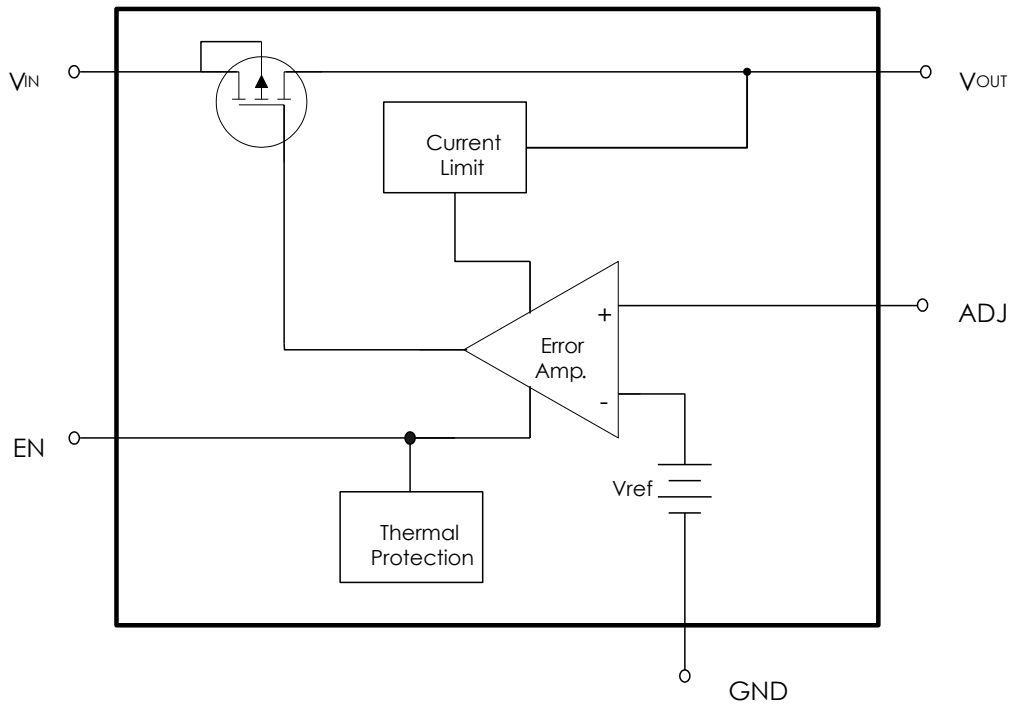 VIN
VOUT
Current
Limit
+
ADJ
Error
Amp.
-
EN
Vref
Thermal
Protection
GND